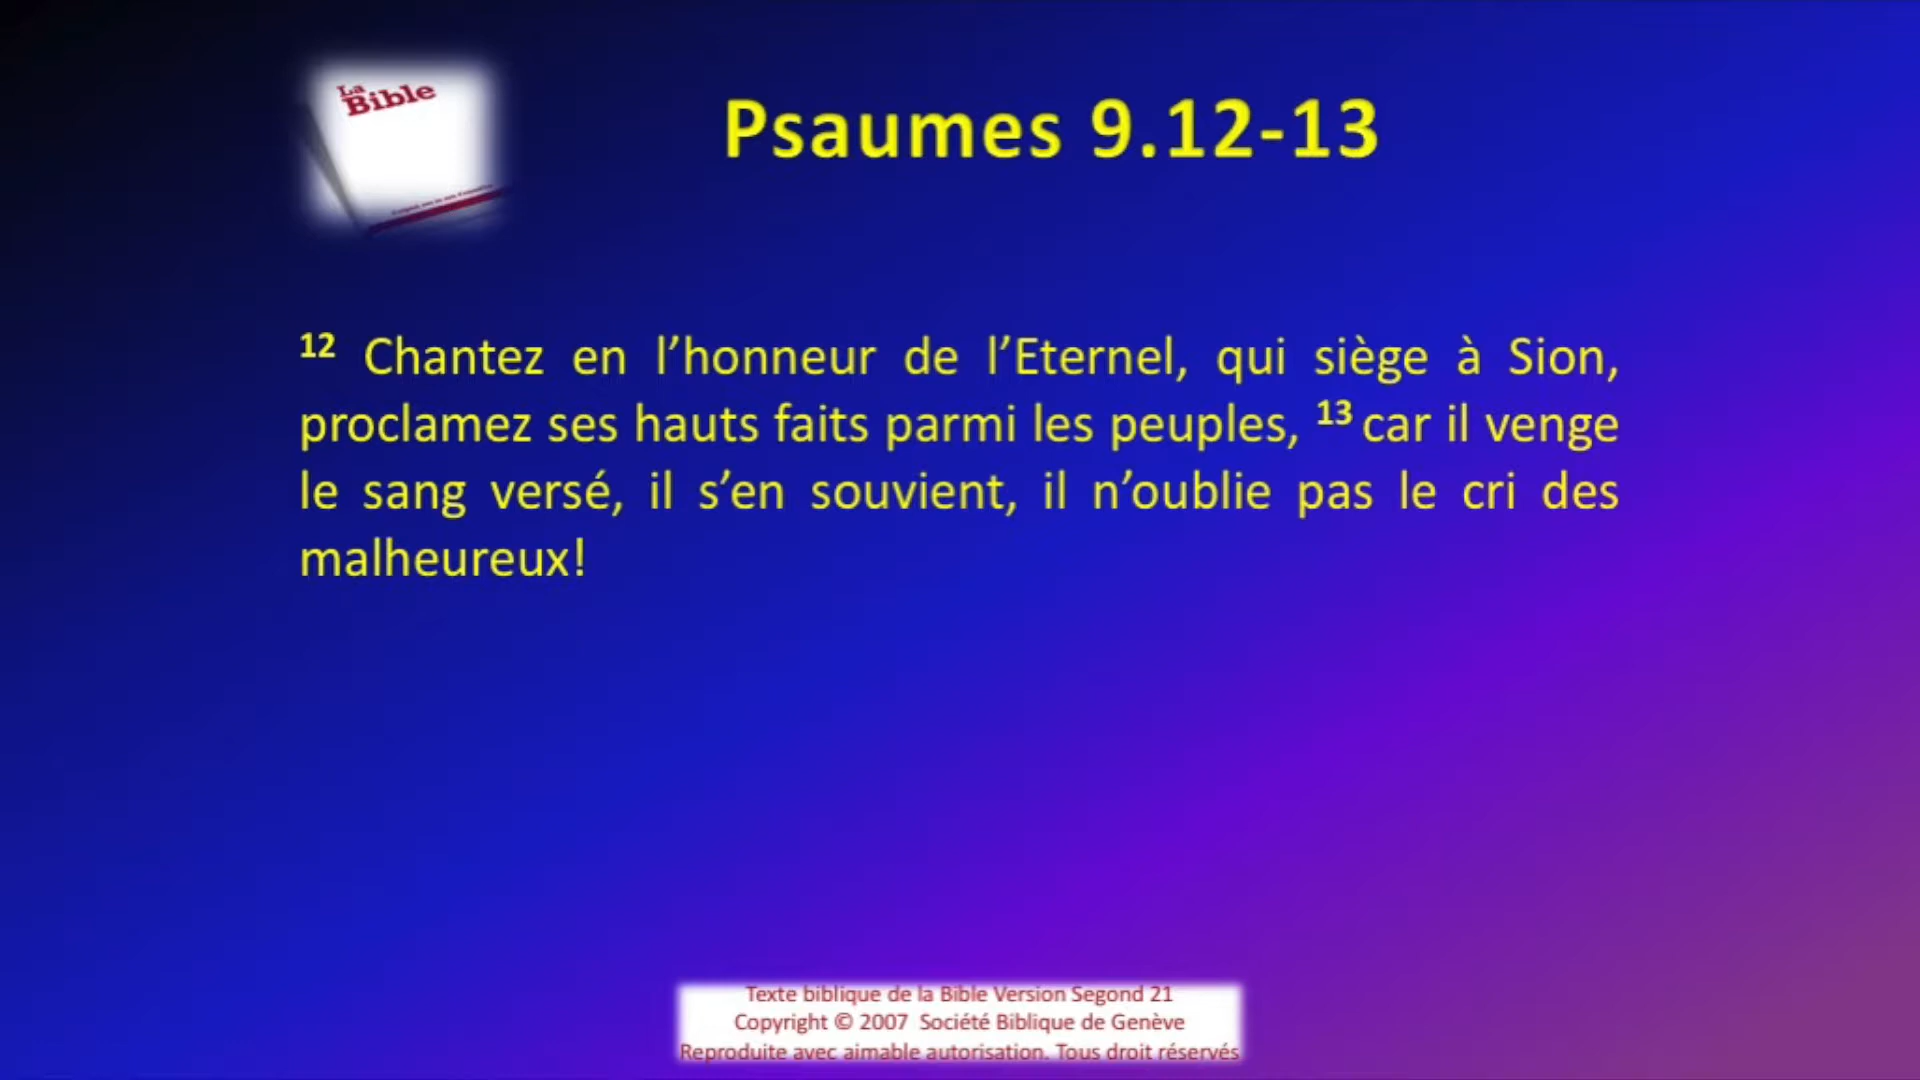 La
Bible
Psaumes 9.12-13
12 Chantez en l’honneur de l’Eternel, qui siège à Sion,
proclamez ses hauts faits parmi les peuples, 13 car il venge
le sang versé, il s’en souvient, il n’oublie pas le cri des
malheureux!
Texte biblique de la Bible Version Segond 21
Copyright © 2007 Société Biblique de Genève
Reproduite avec aimable autorisation. Tous droit réservés